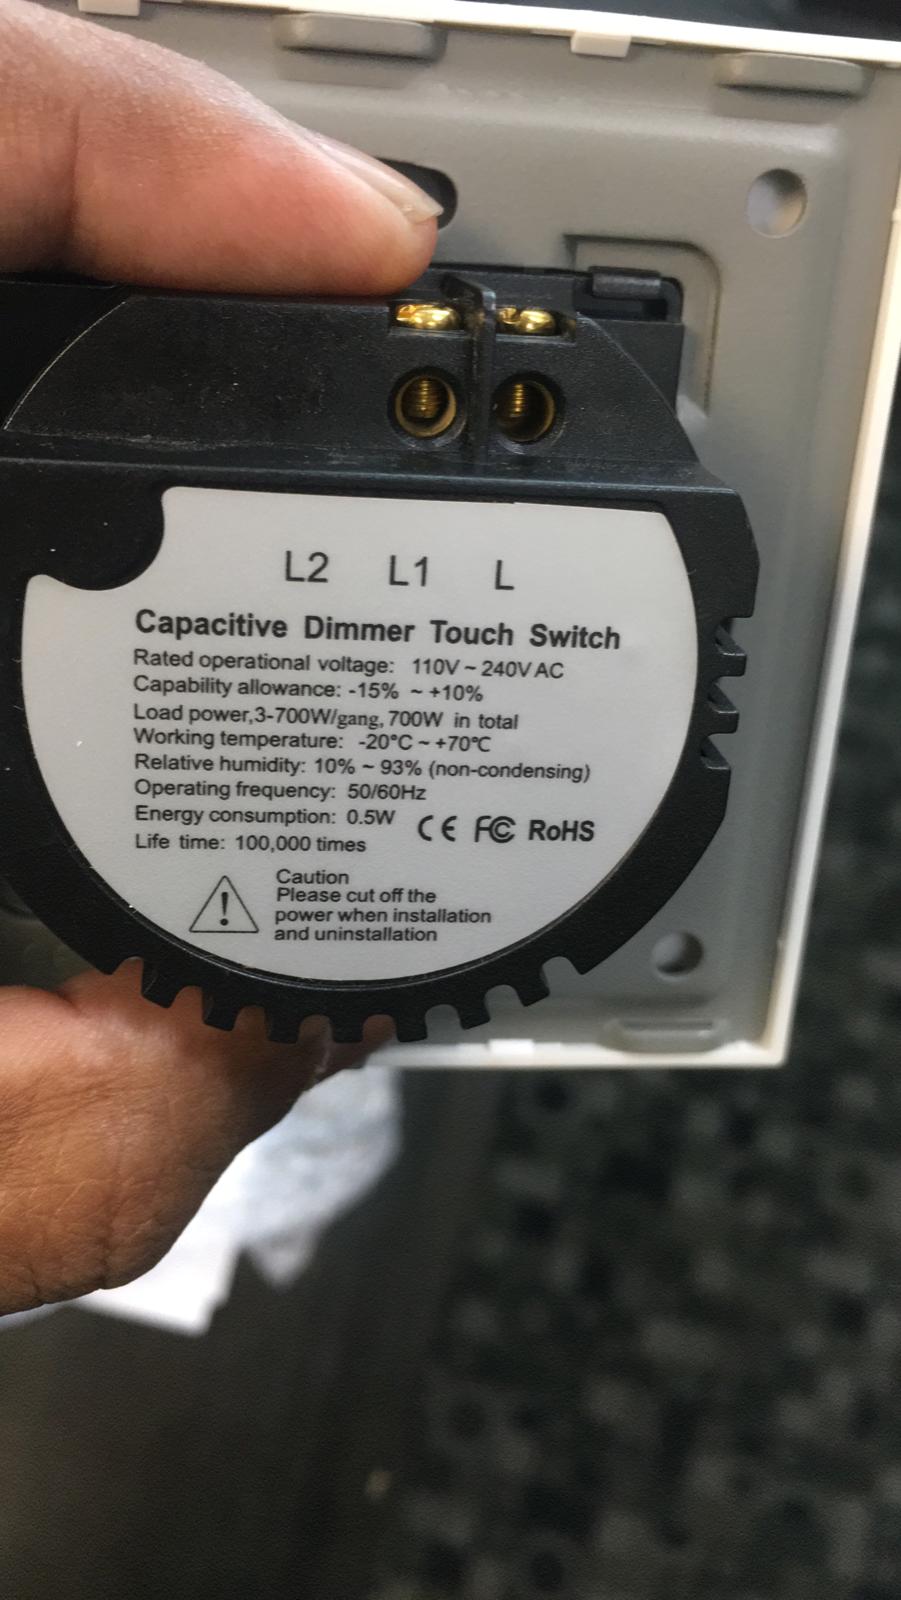 L2 L1 L
Capacitive Dimmer Touch Switch
Rated operational voltage: 110V ~ 240V AC
Capability allowance: -15% ~ +10%
Load power,3-700W/gang, 700W in total
Working temperature: -20°C ~ +70°C
Relative humidity: 10% ~ 93% (non-condensing)
Operating frequency: 50/60Hz
Energy consumption: 0.5W
Life time: 100,000 times
CE FC RoHS
Caution
Please cut off the
power when installation
and uninstallation